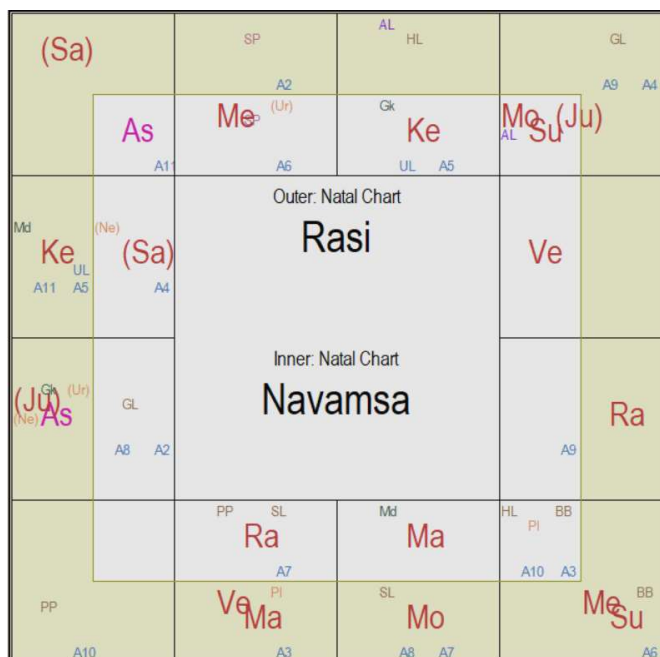 (Sa) SP AL HL GL
A2 A9 A4
As Me SP (Ur) Gk Ke Mo (Ju)
AL Su
A11 A6 UL A5
Md (Ne) Outer: Natal Chart
Ke (Sa) Rasi Ve
UL
A11 A5 A4
Inner: Natal Chart
(Ju) Gk (Ur) GL Navamsa Ra
(Ne) As
A8 A2 A9
PP SL Md HL BB
Ra Ma Pl
A7 A10 A3
PP Ve Pl SL Me BB
Ma Mo Su
A10 A3 A8 A7 A6